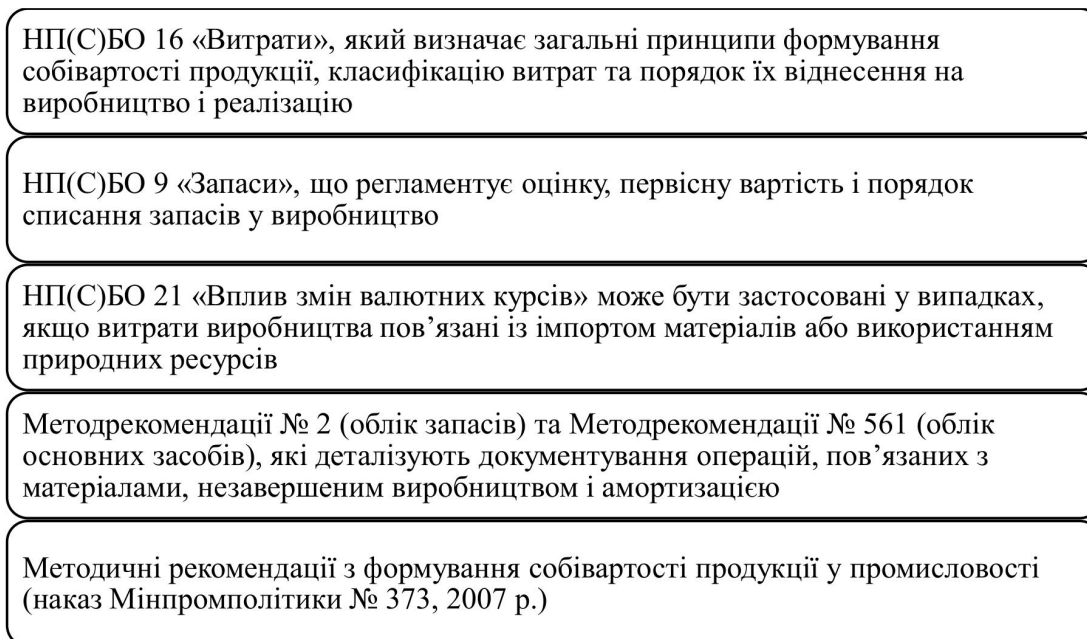 НП(С)БО 16 «Витрати», який визначає загальні принципи формування
собівартості продукції, класифікацію витрат та порядок їх віднесення на
виробництво і реалізацію
НП(С)БО 9 «Запаси», що регламентує оцінку, первісну вартість і порядок
списання запасів у виробництво
НП(С)БО 21 «Вплив змін валютних курсів» може бути застосовані у випадках,
якщо витрати виробництва пов’язані із імпортом матеріалів або використанням
природних ресурсів
Методрекомендації № 2 (облік запасів) та Методрекомендації № 561 (облік
основних засобів), які деталізують документування операцій, пов’язаних з
матеріалами, незавершеним виробництвом і амортизацією
Методичні рекомендації з формування собівартості продукції у промисловості
(наказ Мінпромполітики № 373, 2007 р.)